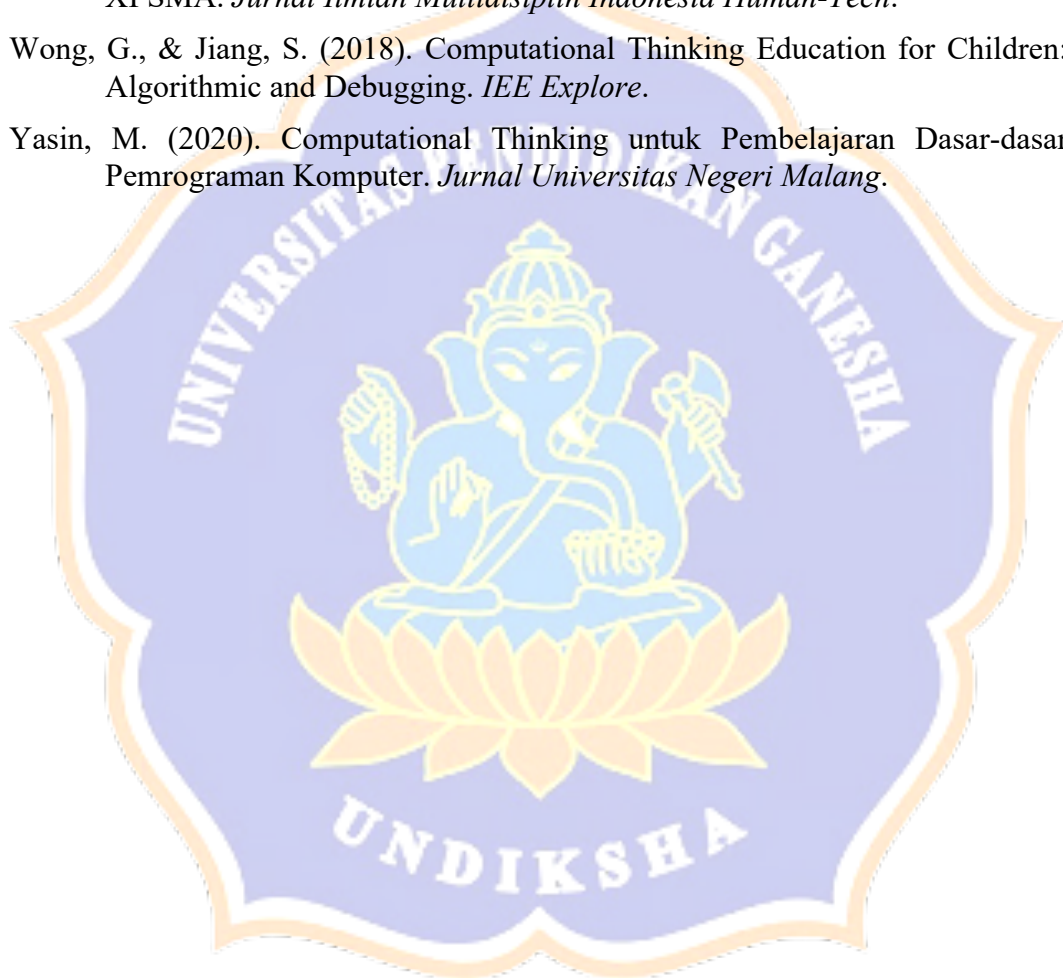 XI SMA. Jurnal Ilmiah Multidisiplin Indonesia Human-Tech.
Wong, G., & Jiang, S. (2018). Computational Thinking Education for Children:
Algorithmic and Debugging. IEE Explore.
Yasin, M. (2020). Computational Thinking untuk Pembelajaran Dasar-dasar
Pemrograman Komputer. Jurnal Universitas Negeri Malang.
UNIVERSITAS PENDIDIKAN GANESHA
UNDIKSHA